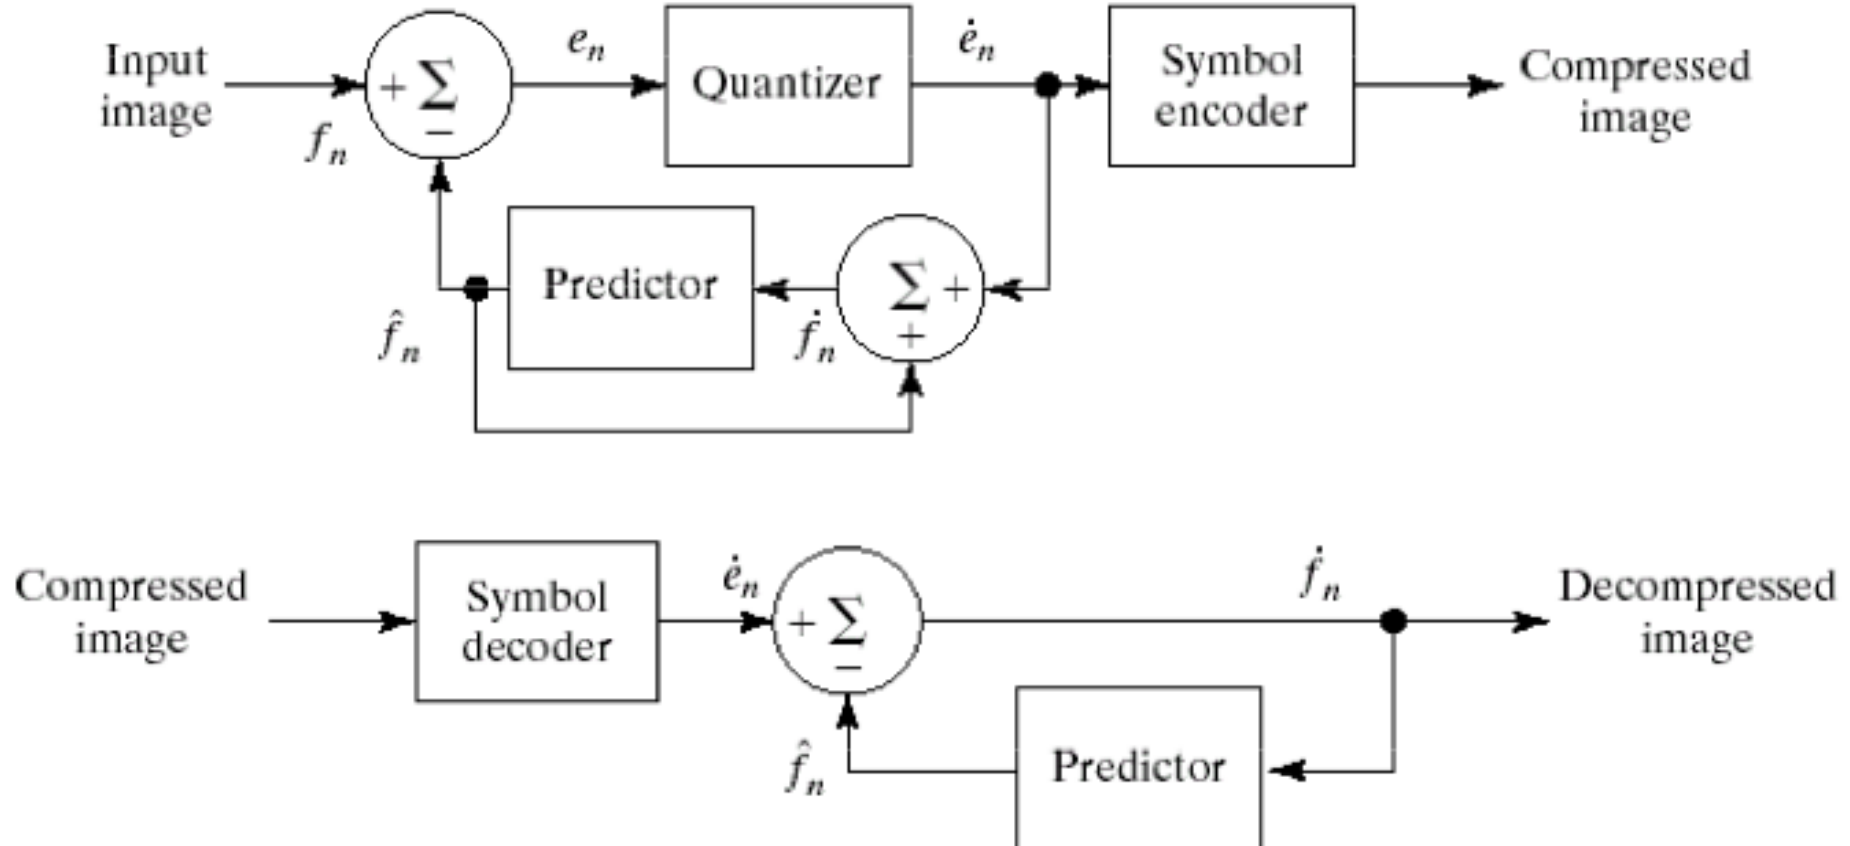 Input
image
f_n
+ Σ
−
e_n
Quantizer
ė_n
Symbol
encoder
Compressed
image
Predictor
Σ +
+
f̂_n
ḟ_n
Compressed
image
Symbol
decoder
ė_n
+ Σ
−
ḟ_n
Decompressed
image
f̂_n
Predictor